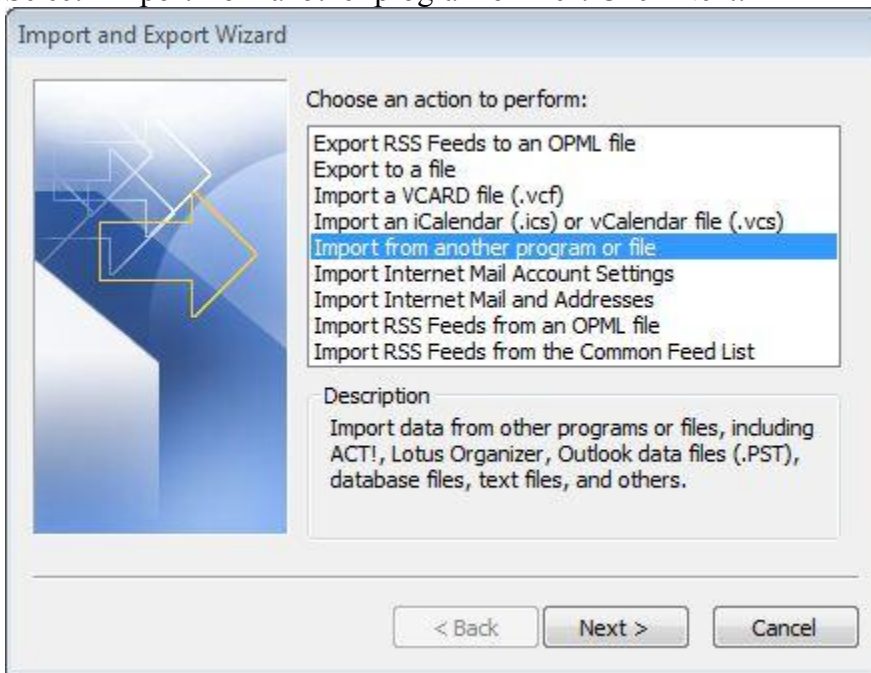 Import and Export Wizard
Choose an action to perform:
Export RSS Feeds to an OPML file
Export to a file
Import a VCARD file (.vcf)
Import an iCalendar (.ics) or vCalendar file (.vcs)
Import from another program or file
Import Internet Mail Account Settings
Import Internet Mail and Addresses
Import RSS Feeds from an OPML file
Import RSS Feeds from the Common Feed List
Description
Import data from other programs or files, including
ACT!, Lotus Organizer, Outlook data files (.PST),
database files, text files, and others.
< Back Next > Cancel